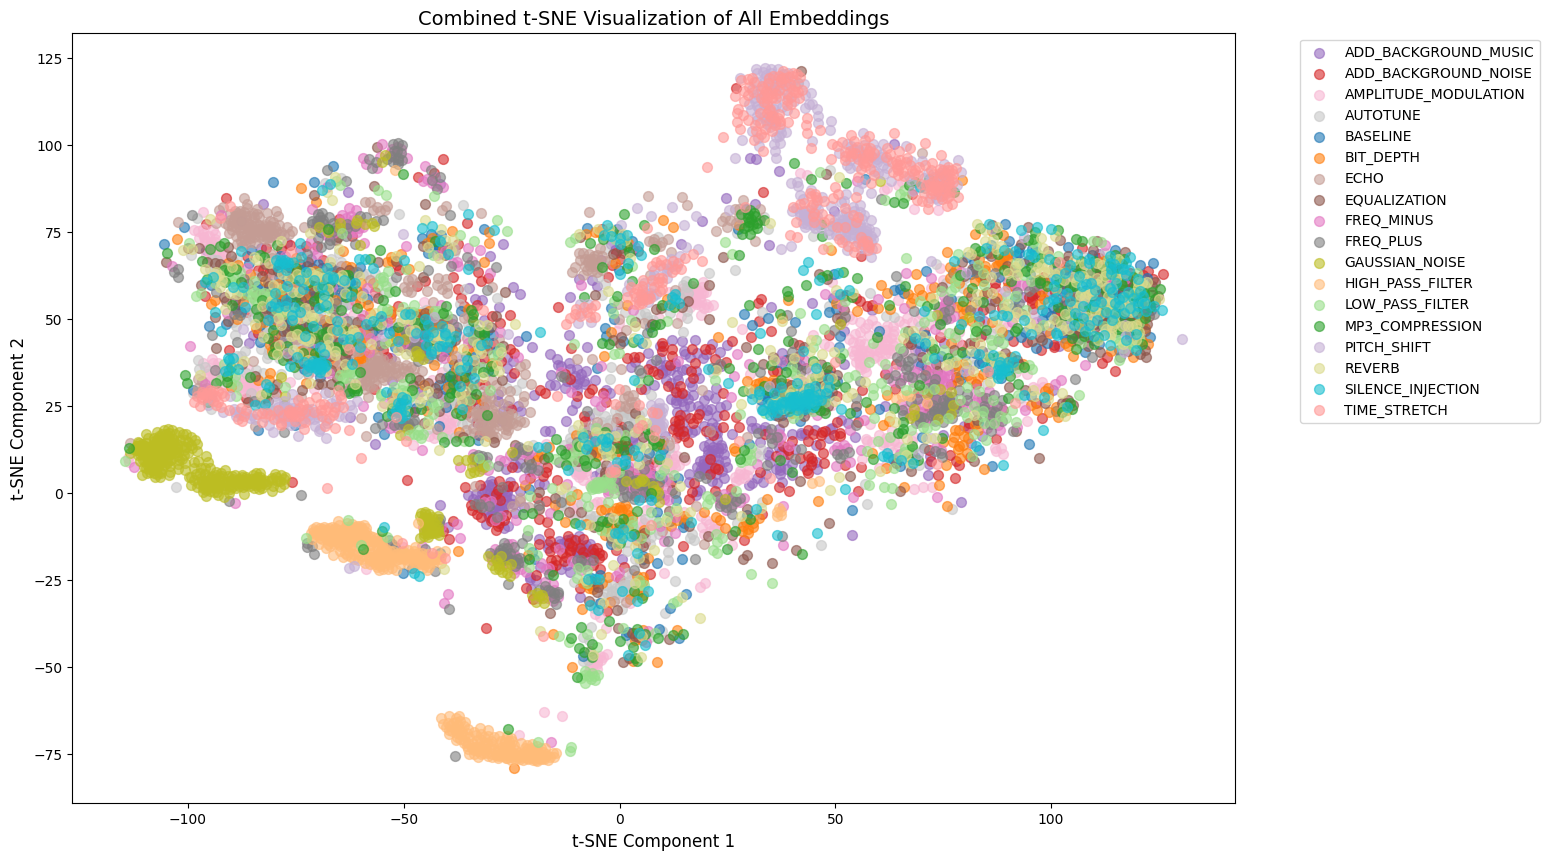 Combined t-SNE Visualization of All Embeddings
t-SNE Component 2
125
100
75
50
25
0
−25
−50
−75
−100
−50
0
50
100
t-SNE Component 1
ADD_BACKGROUND_MUSIC
ADD_BACKGROUND_NOISE
AMPLITUDE_MODULATION
AUTOTUNE
BASELINE
BIT_DEPTH
ECHO
EQUALIZATION
FREQ_MINUS
FREQ_PLUS
GAUSSIAN_NOISE
HIGH_PASS_FILTER
LOW_PASS_FILTER
MP3_COMPRESSION
PITCH_SHIFT
REVERB
SILENCE_INJECTION
TIME_STRETCH